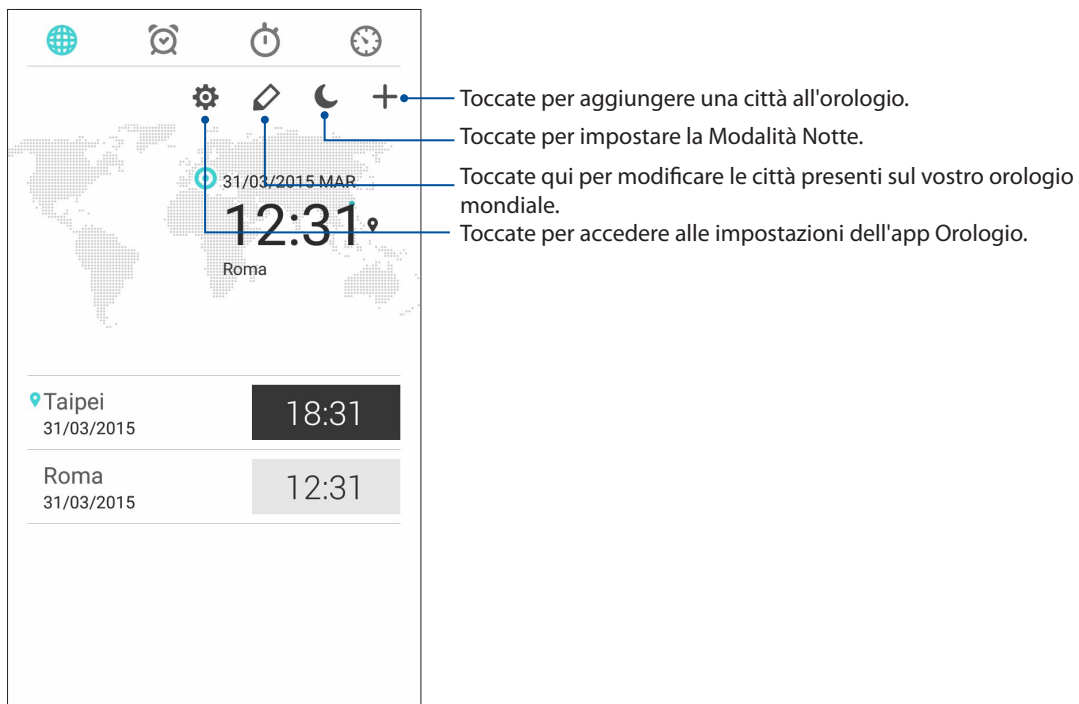 Toccate per aggiungere una città all'orologio.
Toccate per impostare la Modalità Notte.
Toccate qui per modificare le città presenti sul vostro orologio
mondiale.
Toccate per accedere alle impostazioni dell'app Orologio.
31/03/2015 MAR
12:31
Roma
Taipei
31/03/2015
18:31
Roma
31/03/2015
12:31